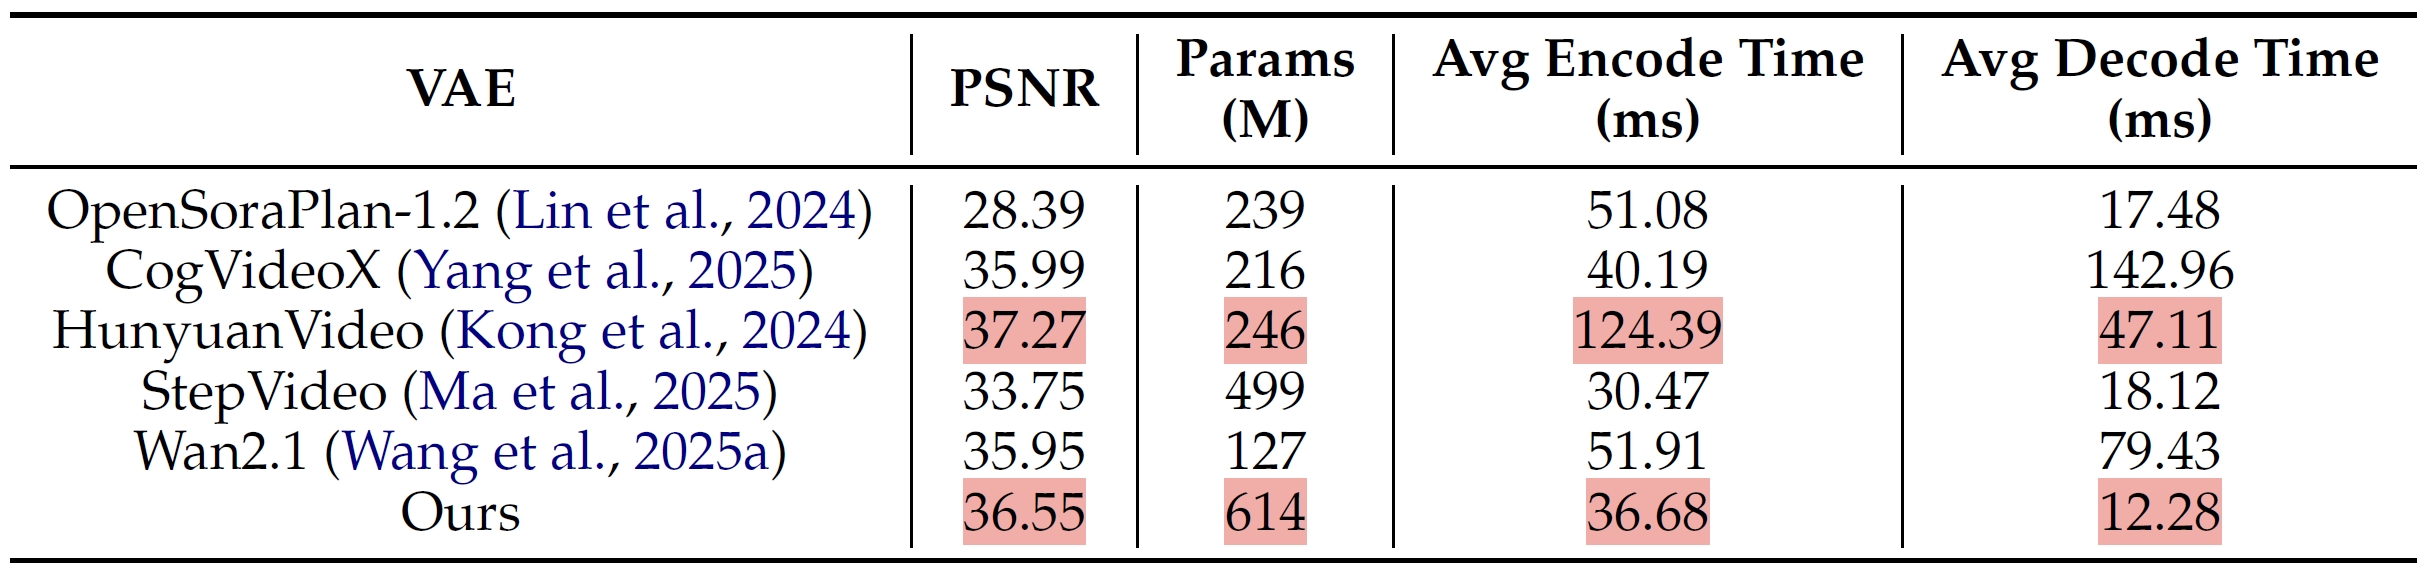 VAE PSNR Params (M) Avg Encode Time (ms) Avg Decode Time (ms)
OpenSoraPlan-1.2 (Lin et al., 2024) 28.39 239 51.08 17.48
CogVideoX (Yang et al., 2025) 35.99 216 40.19 142.96
HunyuanVideo (Kong et al., 2024) 37.27 246 124.39 47.11
StepVideo (Ma et al., 2025) 33.75 499 30.47 18.12
Wan2.1 (Wang et al., 2025a) 35.95 127 51.91 79.43
Ours 36.55 614 36.68 12.28